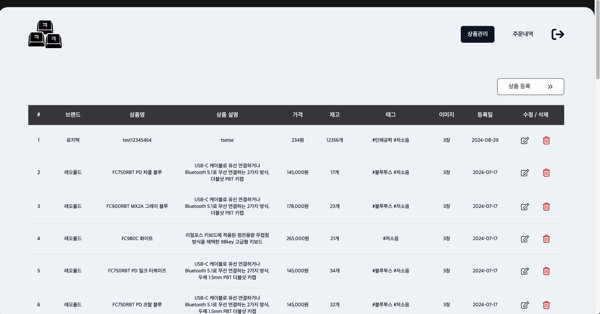 상품관리 주문내역
상품 등록
# 브랜드 상품명 상품 설명 가격 재고 태그 이미지 등록일 수정 / 삭제
1 로지텍 test12345464 tsetse 234원 12356개 #인체공학 #저소음 3장 2024-08-29
USB-C 케이블로 유선 연결하거나
2 레오폴드 FC750RBT PD 차콜 블루 Bluetooth 5.1로 무선 연결하는 2가지 방식, 145,000원 17개 #블루투스 #저소음 3장 2024-07-17
더블샷 PBT 키캡
USB-C 케이블로 유선 연결하거나
3 레오폴드 FC900RBT MX2A 그레이 블루 Bluetooth 5.1로 무선 연결하는 2가지 방식, 178,000원 23개 #블루투스 #저소음 3장 2024-07-17
더블샷 PBT 키캡
리얼포스 키보드에 적용된 정전용량 무접점
4 레오폴드 FC980C 화이트 265,000원 21개 #저소음 3장 2024-07-17
방식을 채택한 98key 고급형 키보드
USB-C 케이블로 유선 연결하거나
5 레오폴드 FC750RBT PD 밀크 터쿼이즈 Bluetooth 5.1로 무선 연결하는 2가지 방식, 145,000원 34개 #블루투스 #저소음 3장 2024-07-17
두께 1.5mm PBT 더블샷 키캡
USB-C 케이블로 유선 연결하거나
6 레오폴드 FC750RBT PD 코랄 블루 Bluetooth 5.1로 무선 연결하는 2가지 방식, 145,000원 32개 #블루투스 #저소음 3장 2024-07-17
두께 1.5mm PBT 더블샷 키캡